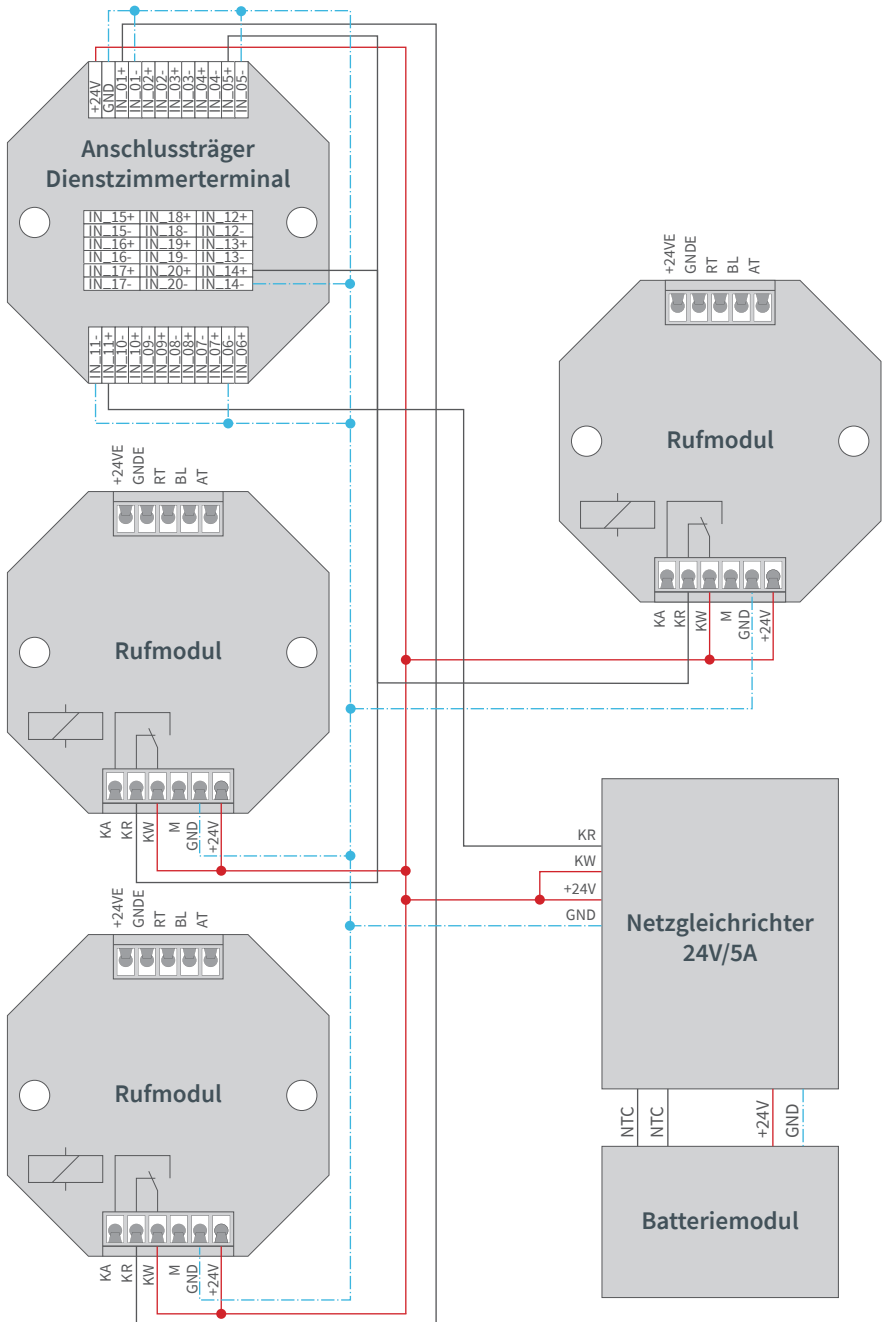 +24V GND IN_01+ IN_01- IN_02+ IN_02- IN_03+ IN_03- IN_04+ IN_04- IN_05+ IN_05-
Anschlussträger
Dienstzimmerterminal
IN_15+ IN_18+ IN_12+
IN_15- IN_18- IN_12-
IN_16+ IN_19+ IN_13+
IN_16- IN_19- IN_13-
IN_17+ IN_20+ IN_14+
IN_17- IN_20- IN_14-
IN_11- IN_11+ IN_10- IN_10+ IN_09- IN_09+ IN_08- IN_08+ IN_07- IN_07+ IN_06- IN_06+
+24VE GNDE RT BL AT
Rufmodul
KA KR KW M GND +24V
+24VE GNDE RT BL AT
Rufmodul
KA KR KW M GND +24V
+24VE GNDE RT BL AT
Rufmodul
KA KR KW M GND +24V
KR
KW
+24V
GND
Netzgleichrichter
24V/5A
NTC NTC +24V GND
Batteriemodul